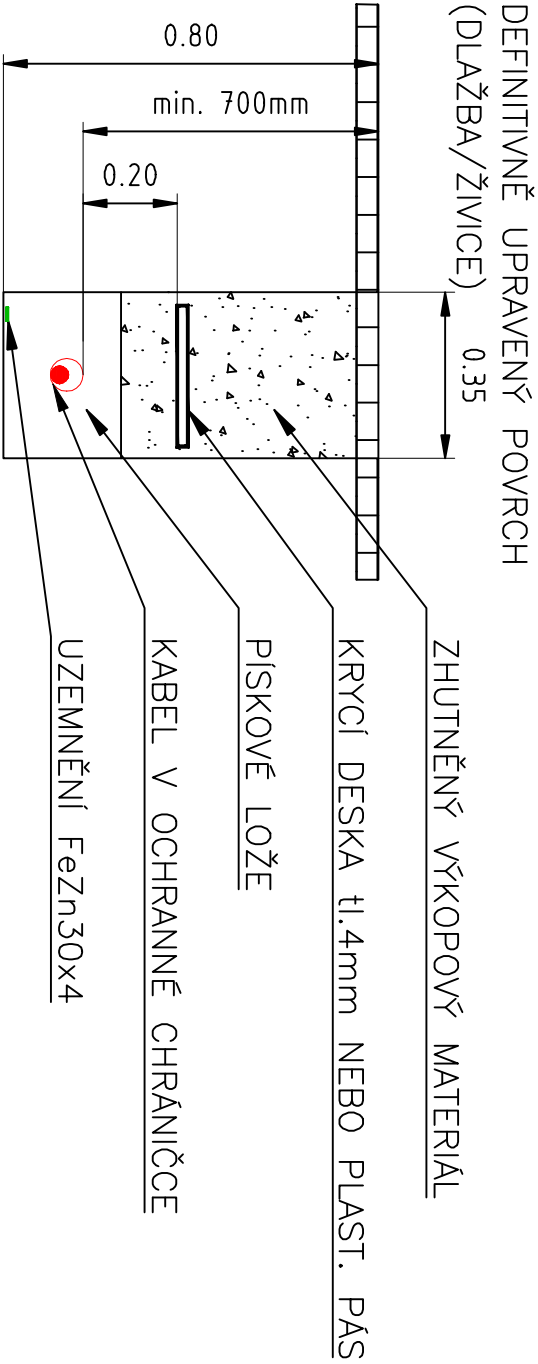 DEFINITIVNĚ UPRAVENÝ POVRCH
(DLAŽBA/ŽIVICE)
0.35
0.80
min. 700mm
0.20
ZHUTNĚNÝ VÝKOPOVÝ MATERIÁL
KRYCÍ DESKA tl.4mm NEBO PLAST. PÁS
PÍSKOVÉ LOŽE
KABEL V OCHRANNÉ CHRÁNIČCE
UZEMNĚNÍ FeZn30x4